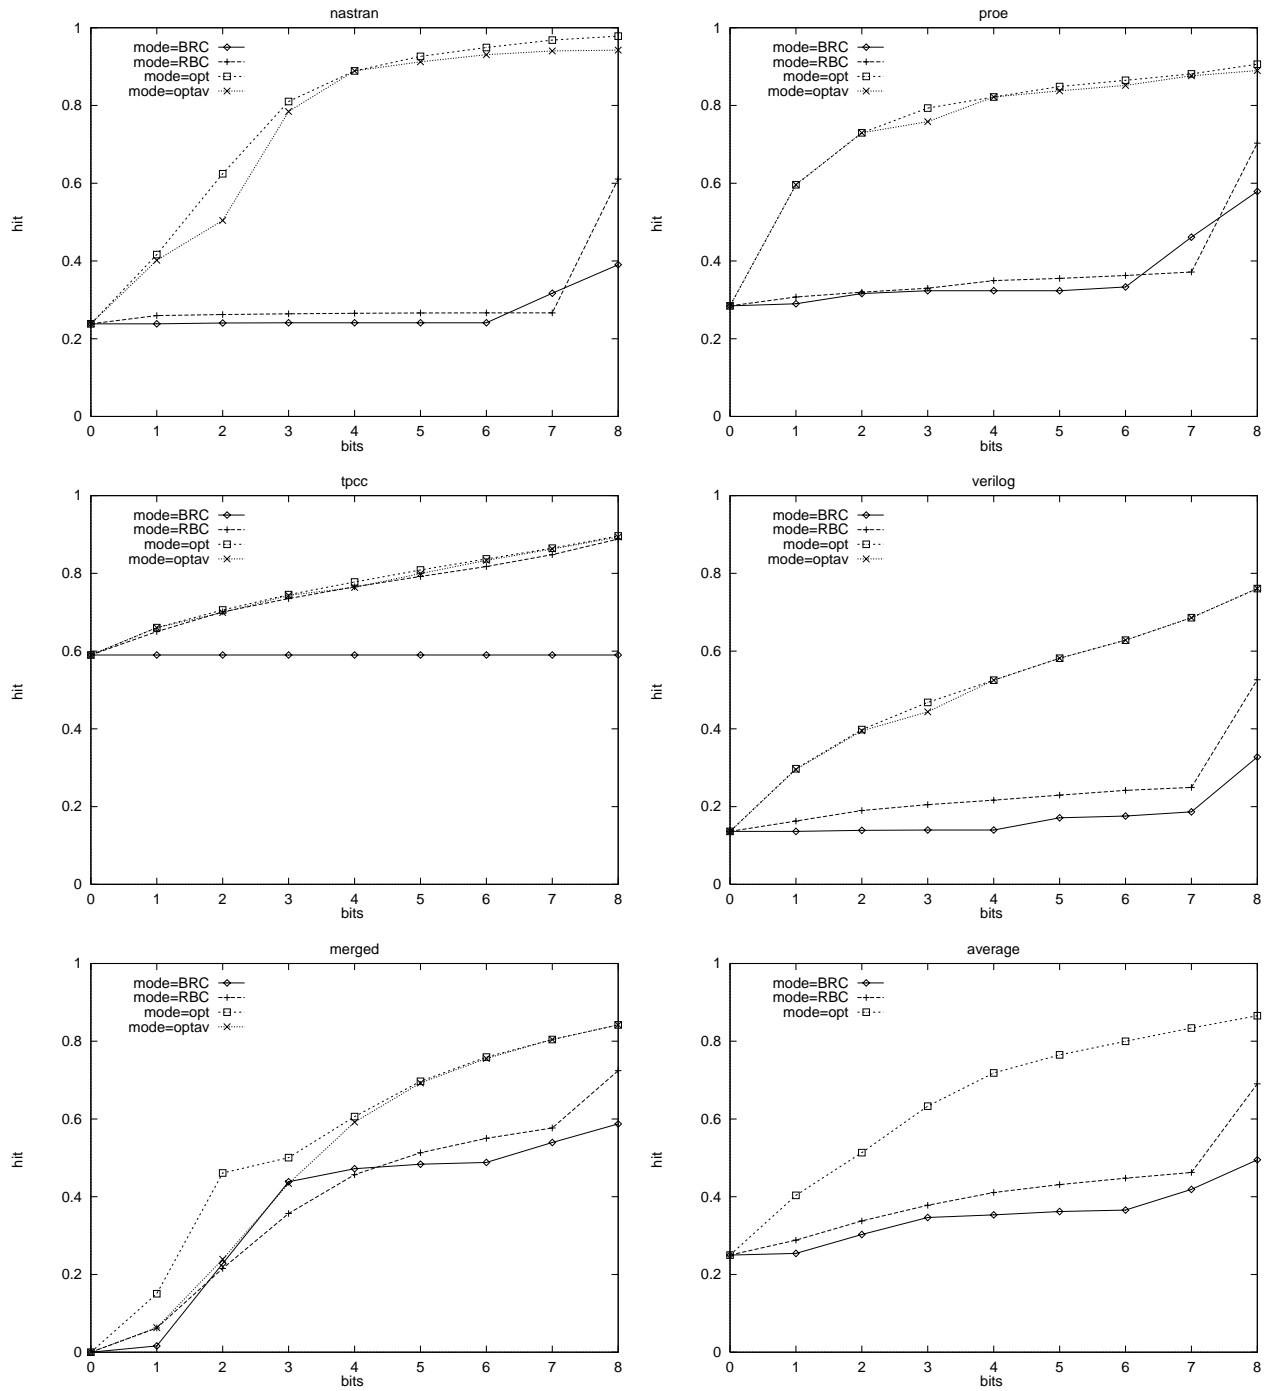 nastran
1
mode=BRC
mode=RBC
mode=opt
mode=optav
0.8
0.6
hit
0.4
0.2
0
0 1 2 3 4 5 6 7 8
bits
proe
1
mode=BRC
mode=RBC
mode=opt
mode=optav
0.8
0.6
hit
0.4
0.2
0
0 1 2 3 4 5 6 7 8
bits
tpcc
1
mode=BRC
mode=RBC
mode=opt
mode=optav
0.8
0.6
hit
0.4
0.2
0
0 1 2 3 4 5 6 7 8
bits
verilog
1
mode=BRC
mode=RBC
mode=opt
mode=optav
0.8
0.6
hit
0.4
0.2
0
0 1 2 3 4 5 6 7 8
bits
merged
1
mode=BRC
mode=RBC
mode=opt
mode=optav
0.8
0.6
hit
0.4
0.2
0
0 1 2 3 4 5 6 7 8
bits
average
1
mode=BRC
mode=RBC
mode=opt
0.8
0.6
hit
0.4
0.2
0
0 1 2 3 4 5 6 7 8
bits